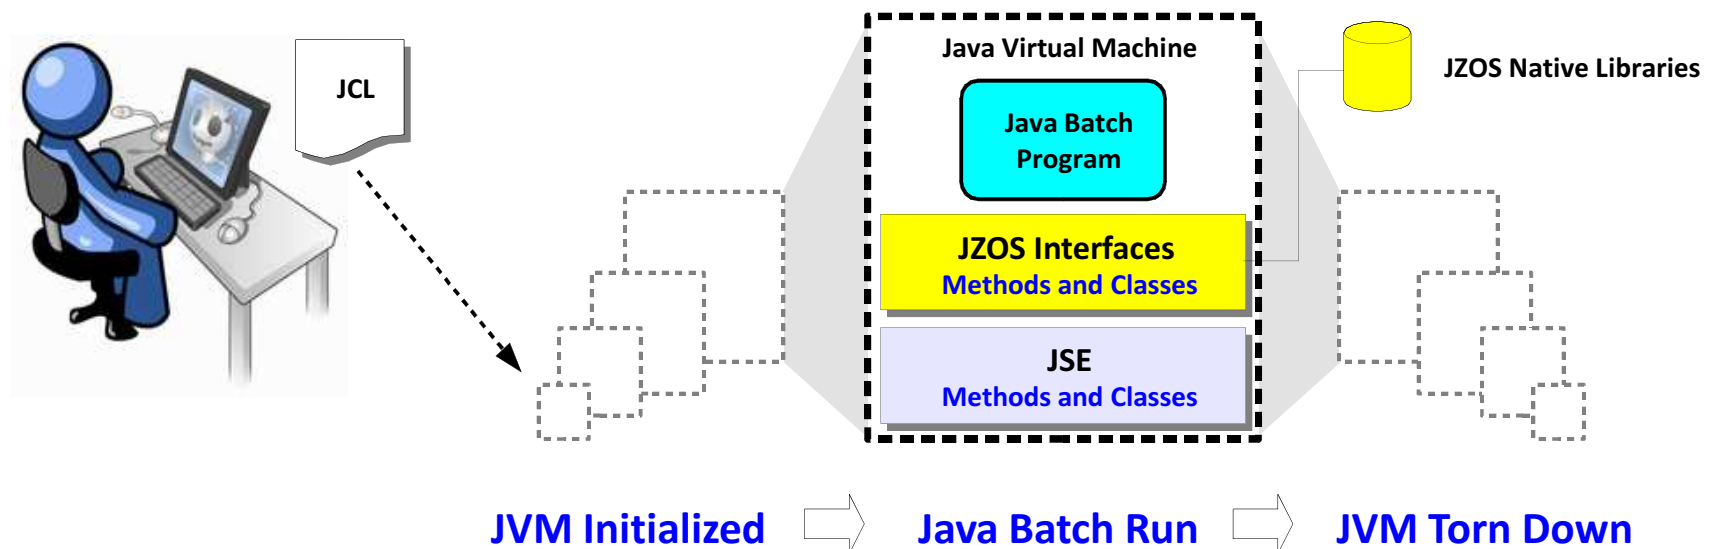 JCL
Java Virtual Machine
Java Batch
Program
JZOS Interfaces
Methods and Classes
JSE
Methods and Classes
JZOS Native Libraries
JVM Initialized
Java Batch Run
JVM Torn Down